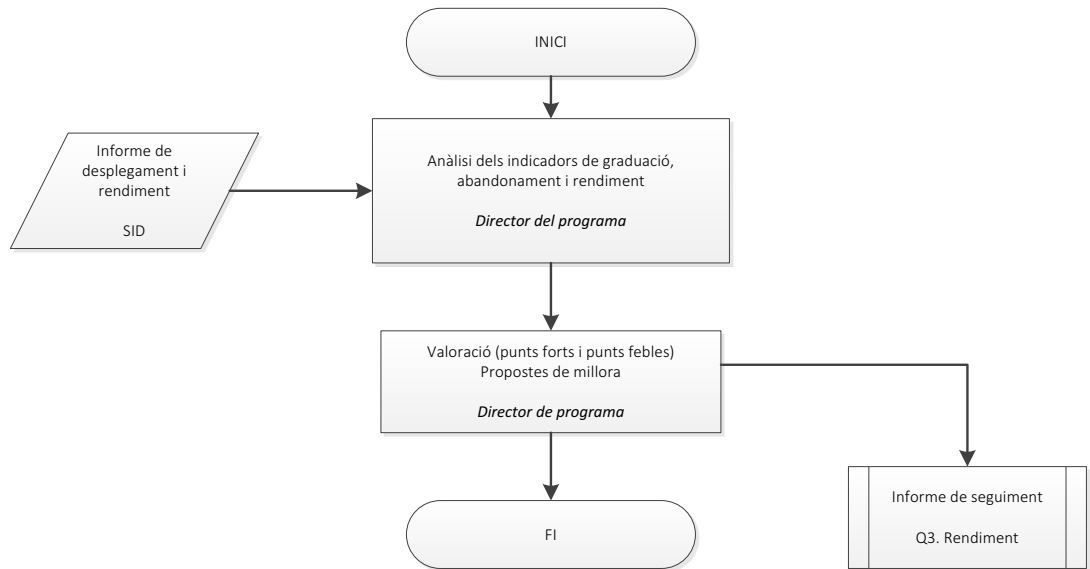 INICI
Informe de
desplegament i
rendiment
SID
Anàlisi dels indicadors de graduació,
abandonament i rendiment
Director del programa
Valoració (punts forts i punts febles)
Propostes de millora
Director de programa
Informe de seguiment
Q3. Rendiment
FI